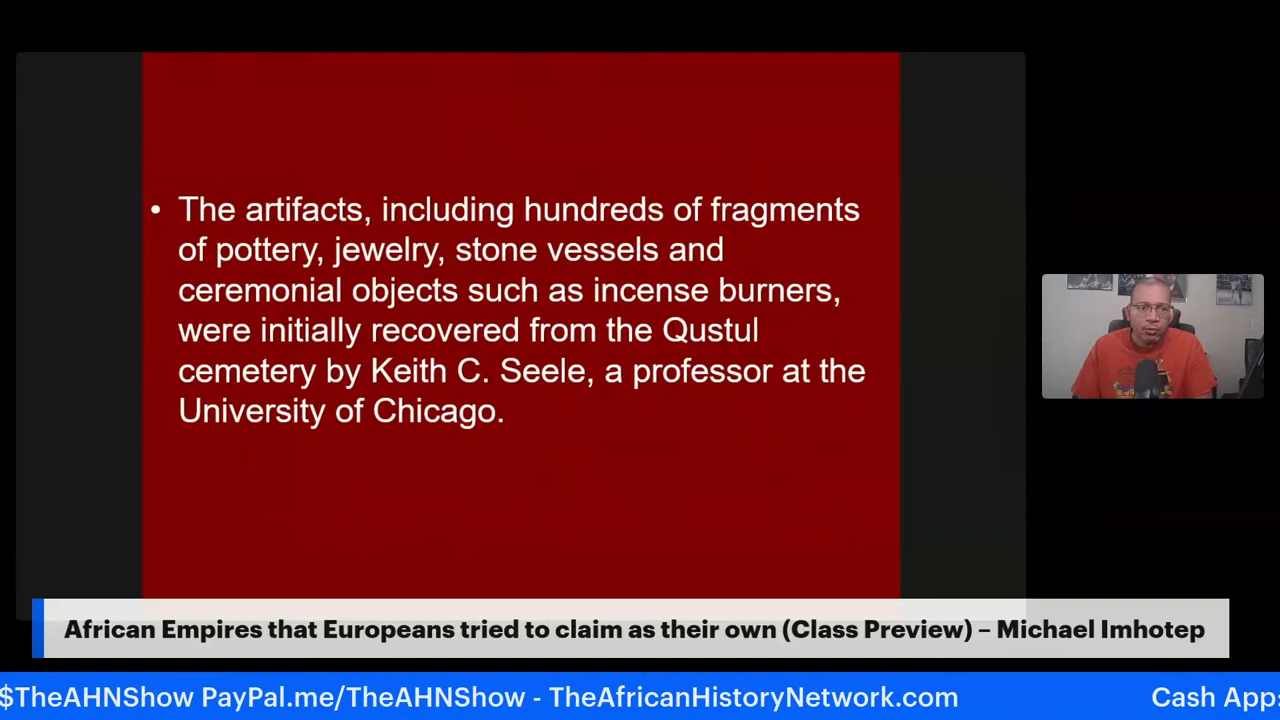 • The artifacts, including hundreds of fragments
of pottery, jewelry, stone vessels and
ceremonial objects such as incense burners,
were initially recovered from the Qustul
cemetery by Keith C. Seele, a professor at the
University of Chicago.
African Empires that Europeans tried to claim as their own (Class Preview) – Michael Imhotep
$TheAHNShow PayPal.me/TheAHNShow - TheAfricanHistoryNetwork.com Cash App: